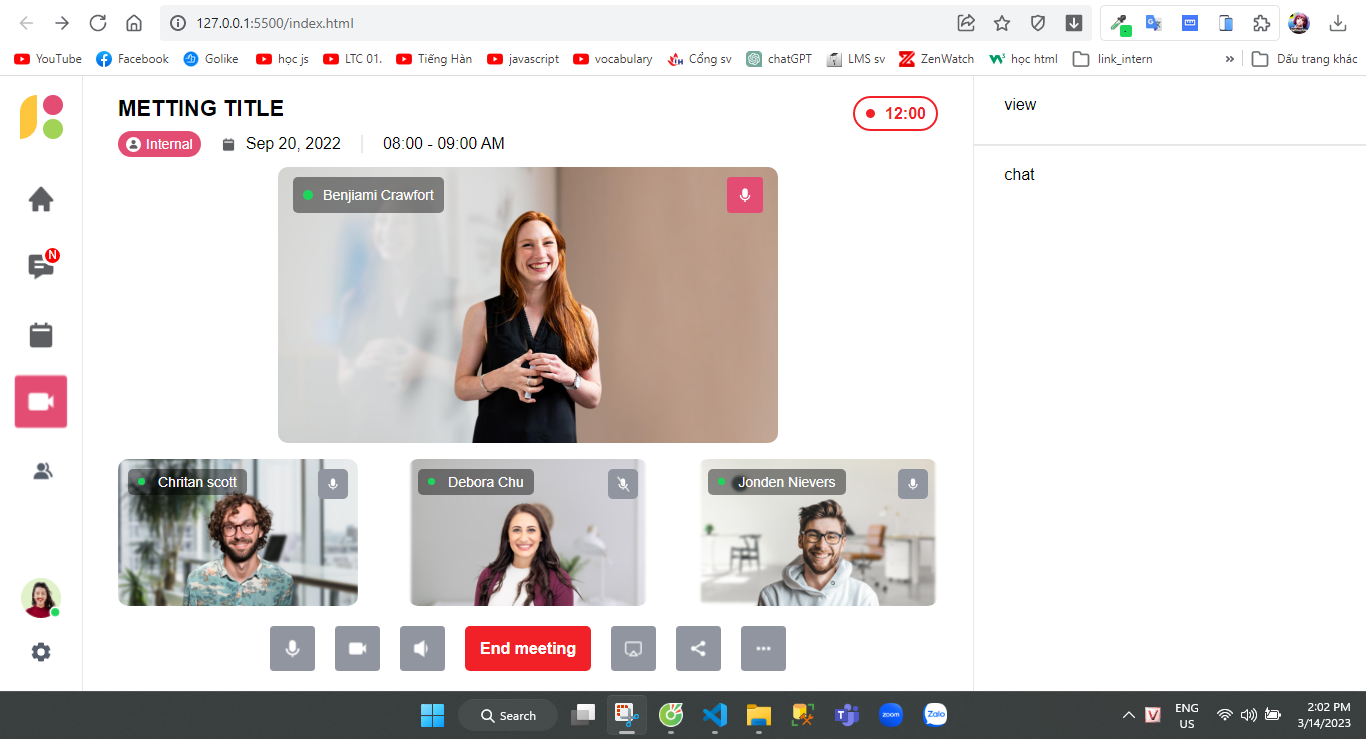 127.0.0.1:5500/index.html
YouTube Facebook Golike học js LTC 01. Tiếng Hàn javascript vocabulary Cổng sv chatGPT LMS sv ZenWatch học html link_intern » Dấu trang khác
METTING TITLE
12:00
view
Internal Sep 20, 2022 08:00 - 09:00 AM
chat
Benjiami Crawfort
N
Chritan scott Debora Chu Jonden Nievers
End meeting
Search
zoom
Zalo
V
ENG
US
2:02 PM
3/14/2023